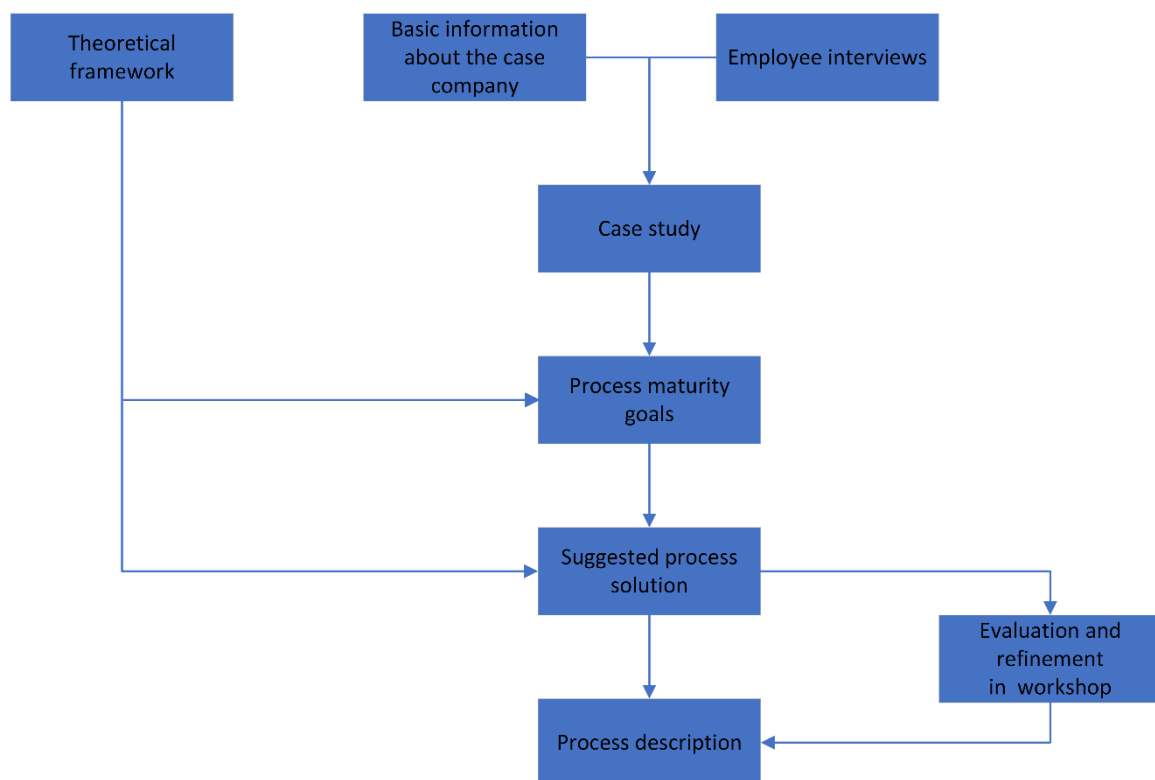 Theoretical
framework
Basic information
about the case
company
Employee interviews
Case study
Process maturity
goals
Suggested process
solution
Evaluation and
refinement
in  workshop
Process description